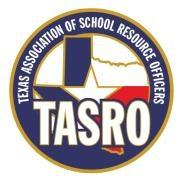 TEXAS ASSOCIATION OF SCHOOL RESOURCE OFFICERS
TASRO